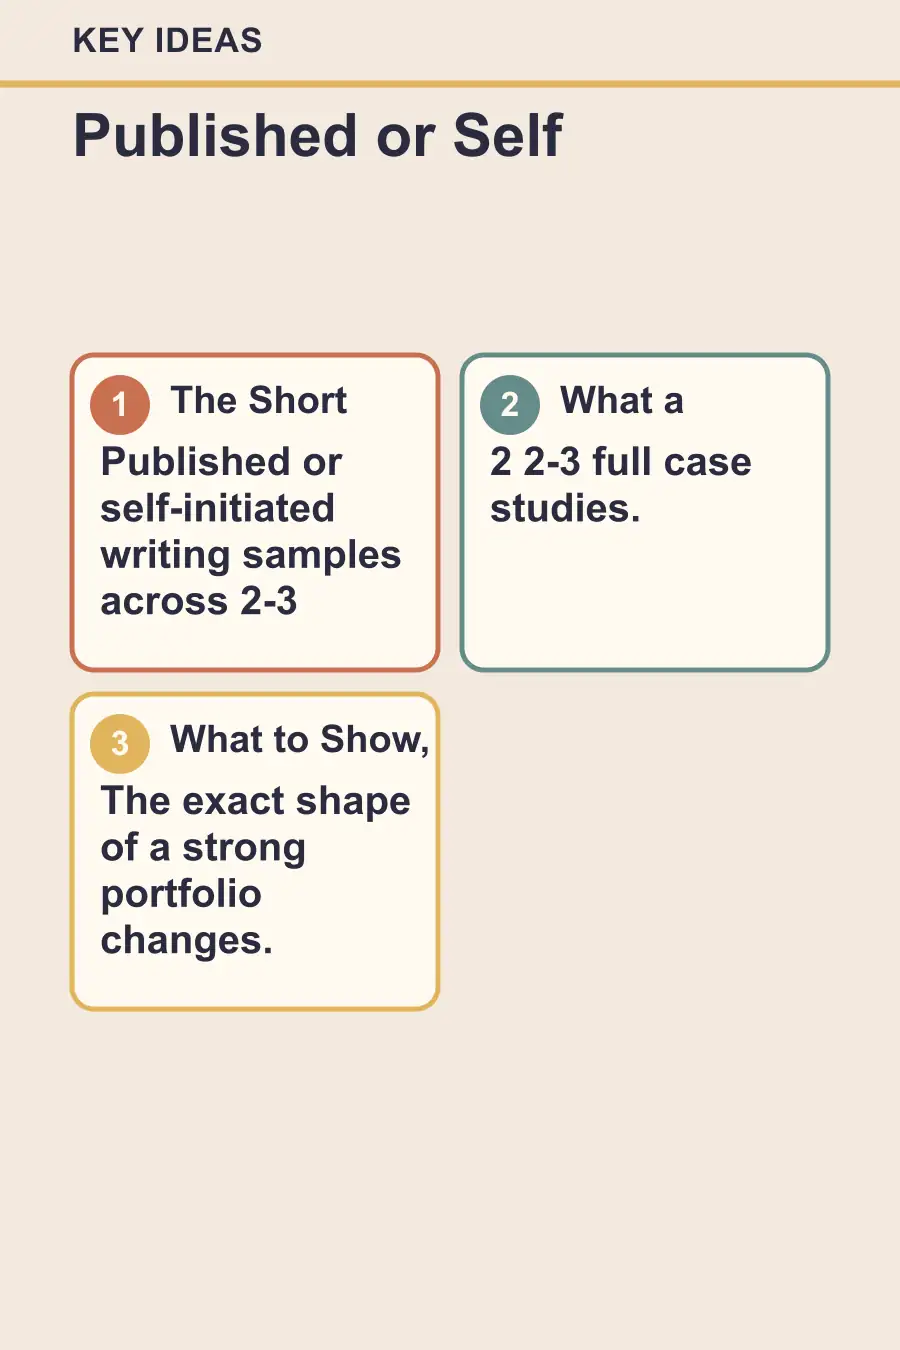 KEY IDEAS
Published or Self
1 The Short
Published or
self-initiated
writing samples
across 2-3
2 What a
2 2-3 full case
studies.
3 What to Show,
The exact shape
of a strong
portfolio
changes.